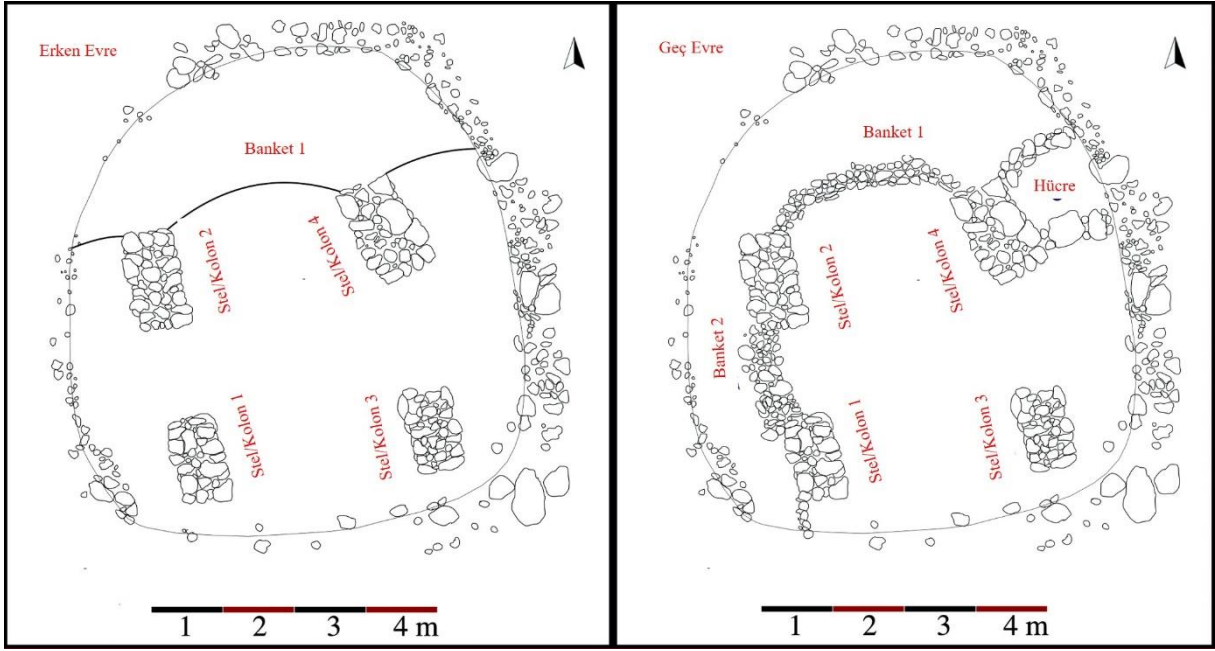 Erken Evre
Banket 1
Stel/Kolon 2
Stel/Kolon 4
Stel/Kolon 1
Stel/Kolon 3
1 2 3 4 m
Geç Evre
Banket 1
Hücre
Stel/Kolon 2
Stel/Kolon 4
Banket 2
Stel/Kolon 1
Stel/Kolon 3
1 2 3 4 m